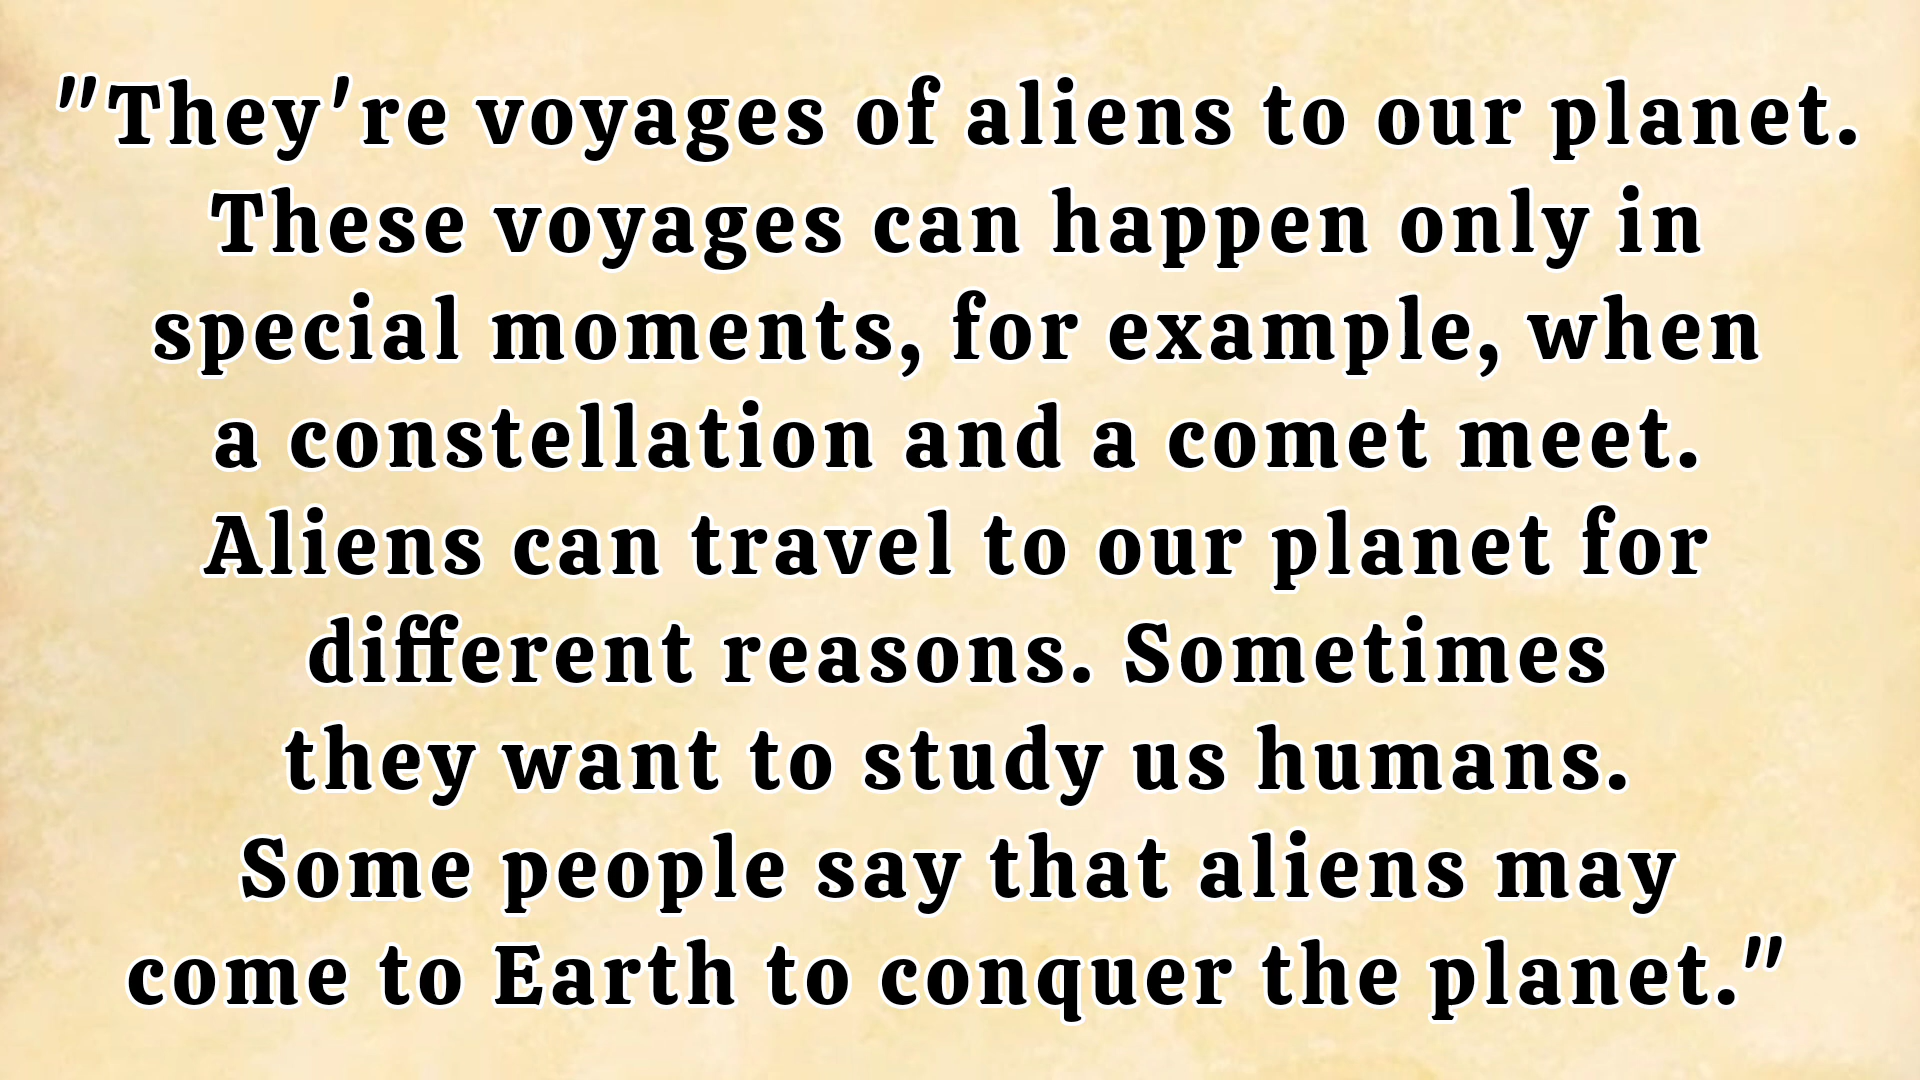 "They're voyages of aliens to our planet.
These voyages can happen only in
special moments, for example, when
a constellation and a comet meet.
Aliens can travel to our planet for
different reasons. Sometimes
they want to study us humans.
Some people say that aliens may
come to Earth to conquer the planet."